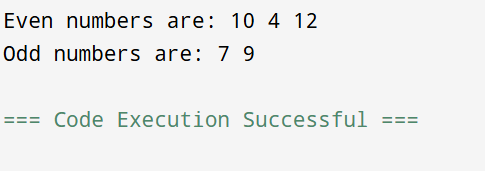 Even numbers are: 10 4 12
Odd numbers are: 7 9
=== Code Execution Successful ===